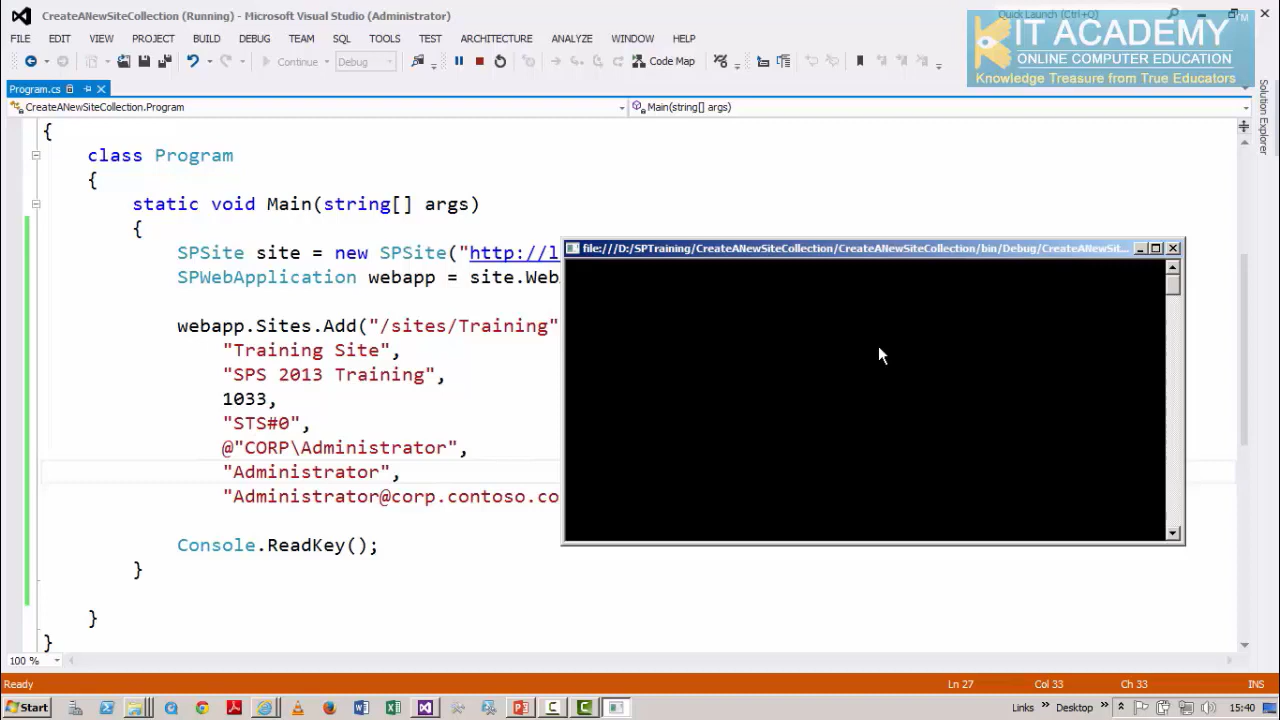 CreateANewSiteCollection (Running) - Microsoft Visual Studio (Administrator)
Quick Launch (Ctrl+Q)
FILE EDIT VIEW PROJECT BUILD DEBUG TEAM SQL TOOLS TEST ARCHITECTURE ANALYZE WINDOW HELP
KIT ACADEMY
TM
ONLINE COMPUTER EDUCATION
Knowledge Treasure from True Educators
Continue Debug Code Map
Program.cs
CreateANewSiteCollection.Program Main(string[] args)
Solution Explorer
{
class Program
{
static void Main(string[] args)
{
SPSite site = new SPSite("http://l
SPWebApplication webapp = site.Web
file:///D:/SPTraining/CreateANewSiteCollection/CreateANewSiteCollection/bin/Debug/CreateANewSit...
webapp.Sites.Add("/sites/Training"
"Training Site",
"SPS 2013 Training",
1033,
"STS#0",
@"CORP\Administrator",
"Administrator",
"Administrator@corp.contoso.co
Console.ReadKey();
}
}
}
100 %
Ready Ln 27 Col 33 Ch 33 INS
Start Links » Desktop » 15:40